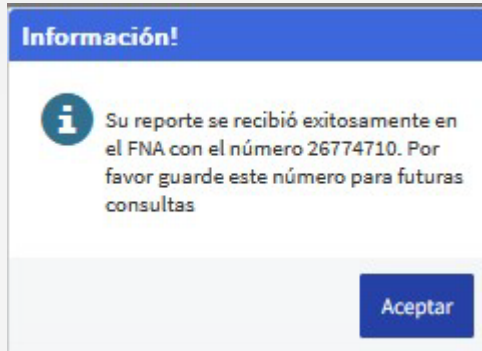 Información!
Su reporte se recibió exitosamente en
el FNA con el número 26774710. Por
favor guarde este número para futuras
consultas
Aceptar